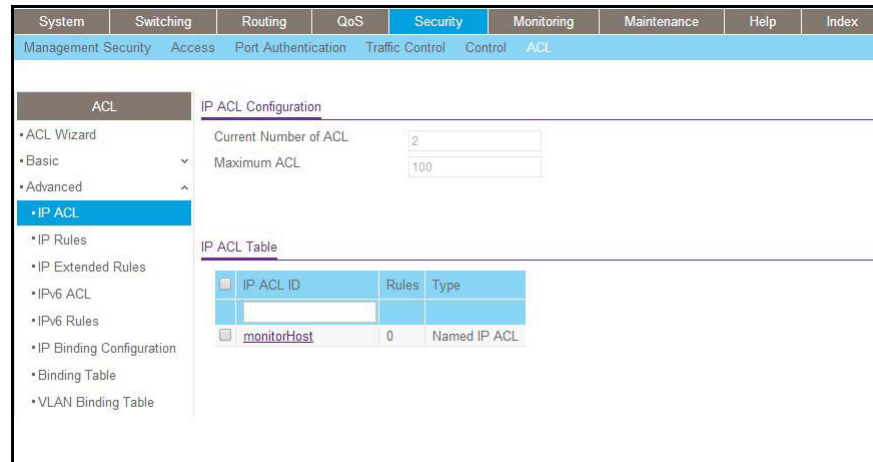 System Switching Routing QoS Security Monitoring Maintenance Help Index
Management Security Access Port Authentication Traffic Control Control ACL
ACL
• ACL Wizard
• Basic
• Advanced
• IP ACL
• IP Rules
• IP Extended Rules
• IPv6 ACL
• IPv6 Rules
• IP Binding Configuration
• Binding Table
• VLAN Binding Table
IP ACL Configuration
Current Number of ACL 2
Maximum ACL 100
IP ACL Table
IP ACL ID Rules Type
monitorHost 0 Named IP ACL